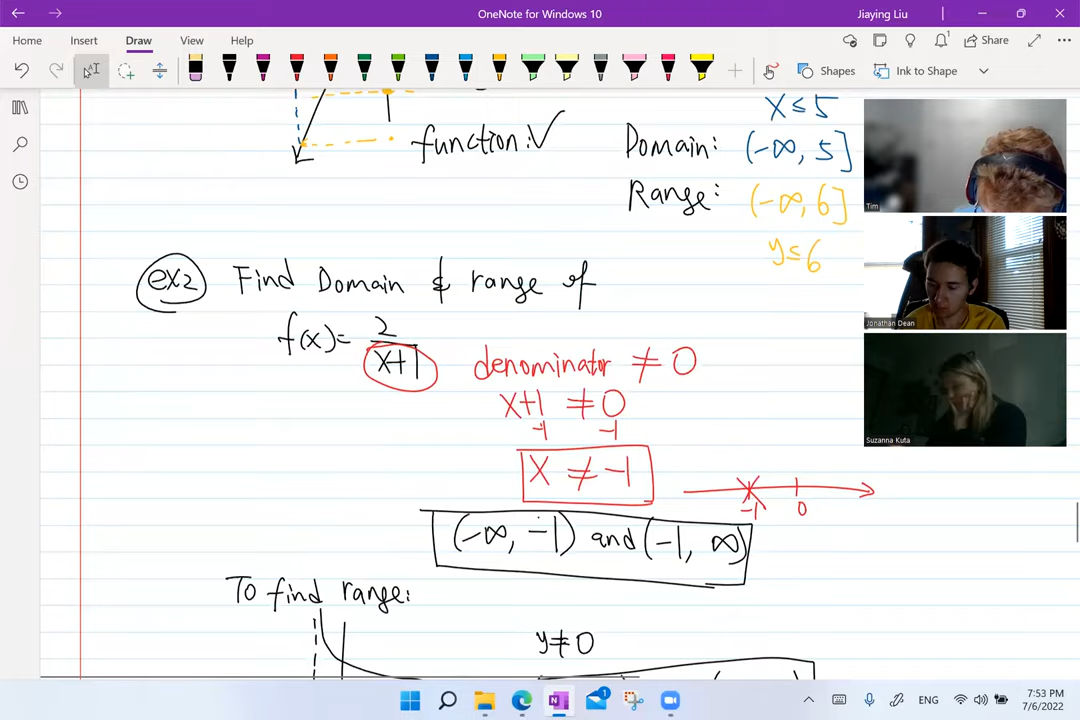 OneNote for Windows 10
Jiaying Liu
Home Insert Draw View Help
Share
Shapes
Ink to Shape
x ≤ 5
function: ✓
Domain: (-∞, 5]
Range: (-∞, 6]
y ≤ 6
Tim
Jonathan Dean
Suzanna Kuta
ex2 Find Domain & range of
f(x) = 2/(x+1)
denominator ≠ 0
x+1 ≠ 0
-1 -1
x ≠ -1
-1 0
(-∞, -1) and (-1, ∞)
To find range:
y ≠ 0
ENG
7:53 PM
7/6/2022
1